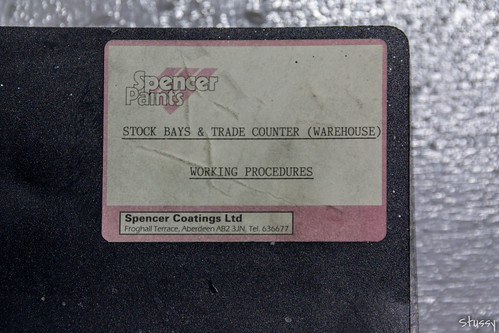 Spencer
Paints
STOCK BAYS & TRADE COUNTER (WAREHOUSE)
WORKING PROCEDURES
Spencer Coatings Ltd
Froghall Terrace, Aberdeen AB2 3JN, Tel. 636677
Stussy